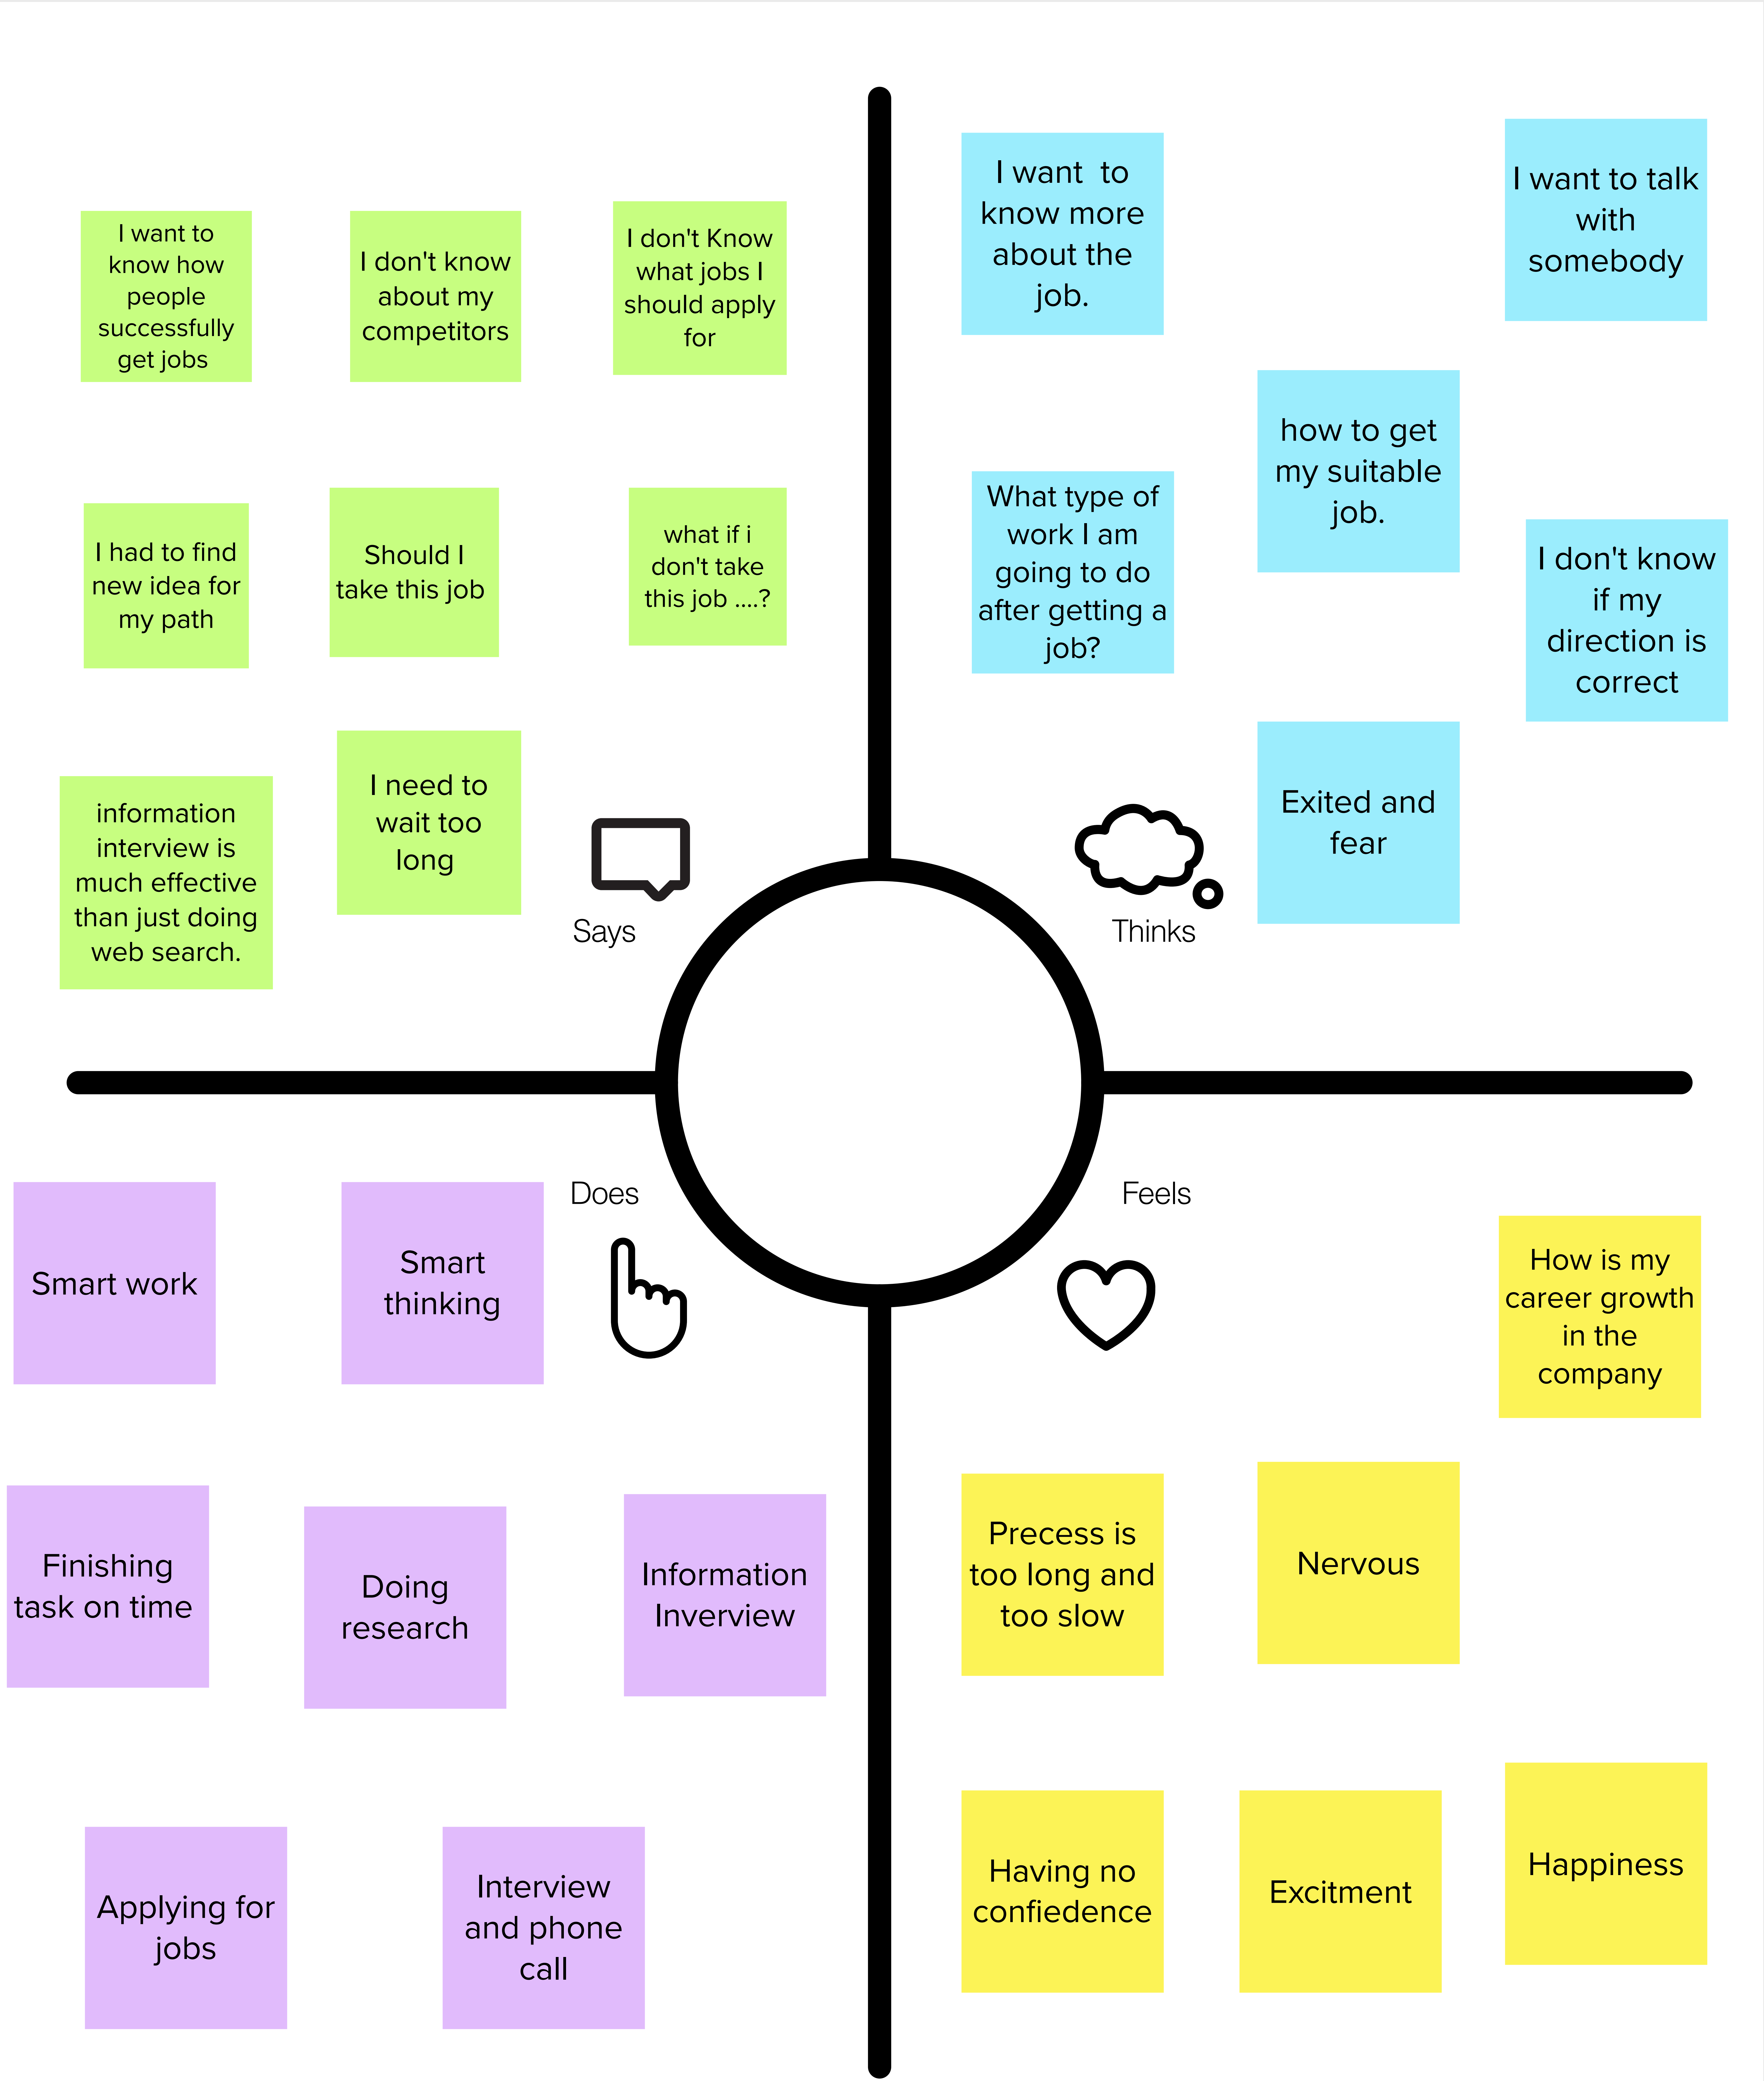 I want to
know how
people
successfully
get jobs
I don't know
about my
competitors
I don't Know
what jobs I
should apply
for
I had to find
new idea for
my path
Should I
take this job
what if i
don't take
this job ....?
information
interview is
much effective
than just doing
web search.
I need to
wait too
long
Says
I want to
know more
about the
job.
I want to talk
with
somebody
how to get
my suitable
job.
What type of
work I am
going to do
after getting a
job?
I don't know
if my
direction is
correct
Exited and
fear
Thinks
Does
Smart work
Smart
thinking
Finishing
task on time
Doing
research
Information
Inverview
Applying for
jobs
Interview
and phone
call
Feels
How is my
career growth
in the
company
Precess is
too long and
too slow
Nervous
Having no
confiedence
Excitment
Happiness